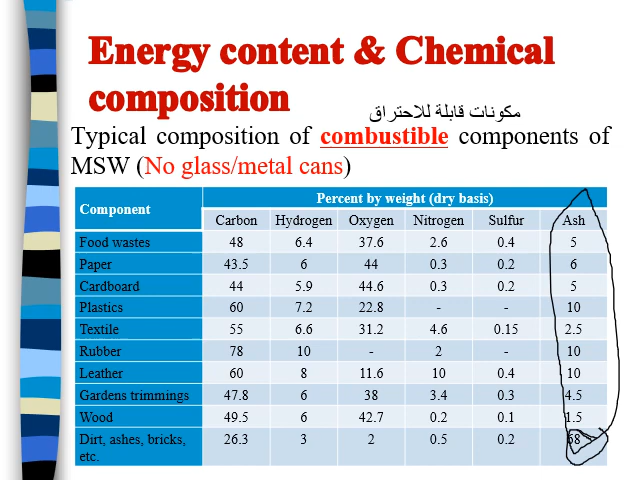 Energy content & Chemical
composition
مكونات قابلة للاحتراق
Typical composition of combustible components of
MSW (No glass/metal cans)
Component Percent by weight (dry basis)
Carbon Hydrogen Oxygen Nitrogen Sulfur Ash
Food wastes 48 6.4 37.6 2.6 0.4 5
Paper 43.5 6 44 0.3 0.2 6
Cardboard 44 5.9 44.6 0.3 0.2 5
Plastics 60 7.2 22.8 - - 10
Textile 55 6.6 31.2 4.6 0.15 2.5
Rubber 78 10 - 2 - 10
Leather 60 8 11.6 10 0.4 10
Gardens trimmings 47.8 6 38 3.4 0.3 4.5
Wood 49.5 6 42.7 0.2 0.1 1.5
Dirt, ashes, bricks, 26.3 3 2 0.5 0.2 68
etc.